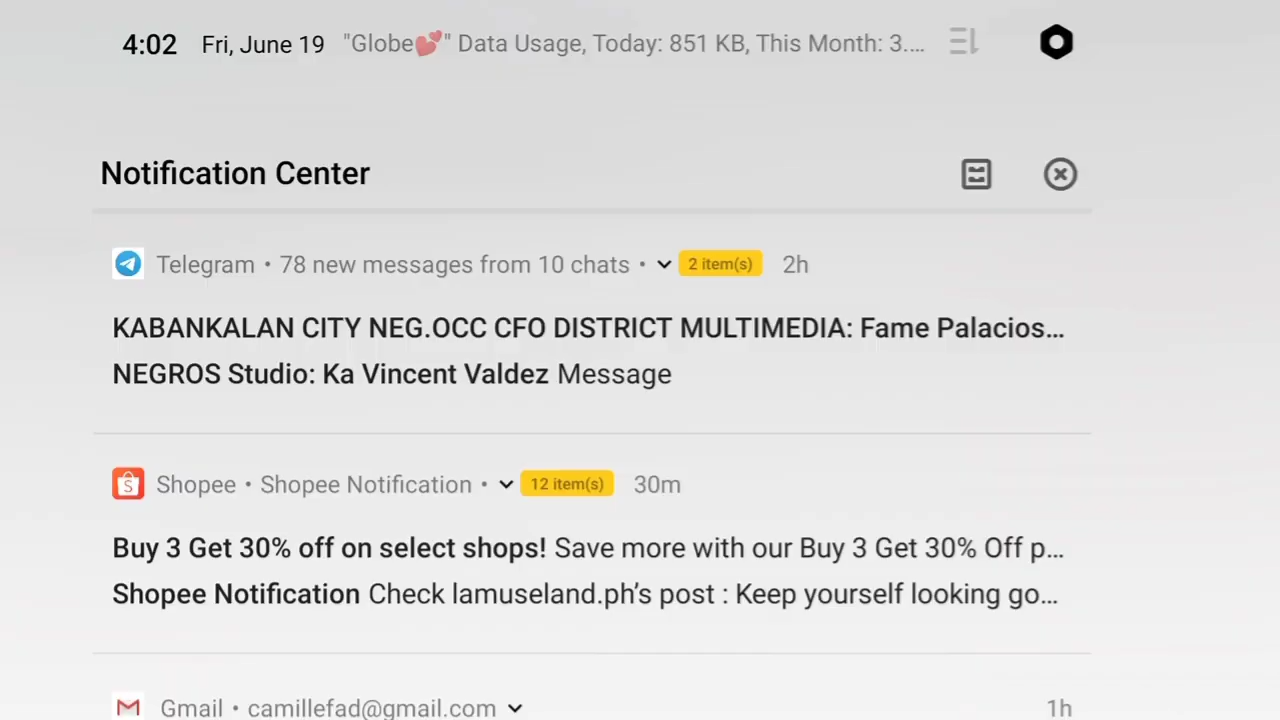 4:02 Fri, June 19 "Globe💕" Data Usage, Today: 851 KB, This Month: 3....
Notification Center
Telegram • 78 new messages from 10 chats • 2 item(s) 2h
KABANKALAN CITY NEG.OCC CFO DISTRICT MULTIMEDIA: Fame Palacios...
NEGROS Studio: Ka Vincent Valdez Message
Shopee • Shopee Notification • 12 item(s) 30m
Buy 3 Get 30% off on select shops! Save more with our Buy 3 Get 30% Off p...
Shopee Notification Check lamuseland.ph's post : Keep yourself looking go...
Gmail • camillefad@gmail.com 1h